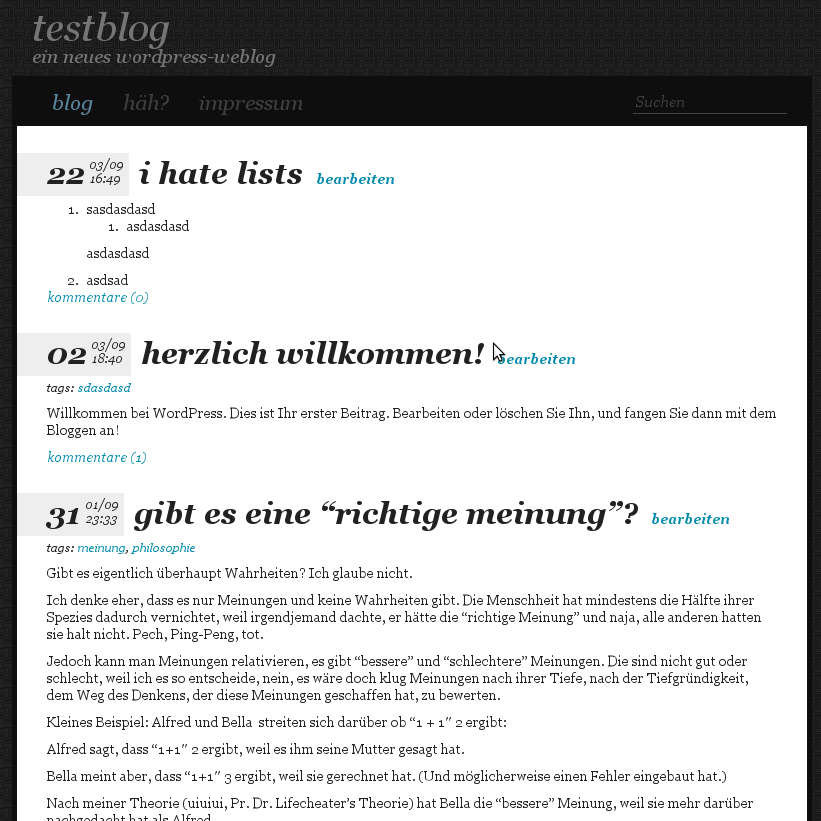 testblog
ein neues wordpress-weblog
blog häh? impressum Suchen
22 03/09 16:49 i hate lists bearbeiten
1. sasdasdasd
1. asdasdasd
asdasdasd
2. asdsad
kommentare (0)
02 03/09 18:40 herzlich willkommen! bearbeiten
tags: sdasdasd
Willkommen bei WordPress. Dies ist Ihr erster Beitrag. Bearbeiten oder löschen Sie Ihn, und fangen Sie dann mit dem
Bloggen an!
kommentare (1)
31 01/09 23:33 gibt es eine “richtige meinung”? bearbeiten
tags: meinung, philosophie
Gibt es eigentlich überhaupt Wahrheiten? Ich glaube nicht.
Ich denke eher, dass es nur Meinungen und keine Wahrheiten gibt. Die Menschheit hat mindestens die Hälfte ihrer
Spezies dadurch vernichtet, weil irgendjemand dachte, er hätte die “richtige Meinung” und naja, alle anderen hatten
sie halt nicht. Pech, Ping-Peng, tot.
Jedoch kann man Meinungen relativieren, es gibt “bessere” und “schlechtere” Meinungen. Die sind nicht gut oder
schlecht, weil ich es so entscheide, nein, es wäre doch klug Meinungen nach ihrer Tiefe, nach der Tiefgründigkeit,
dem Weg des Denkens, der diese Meinungen geschaffen hat, zu bewerten.
Kleines Beispiel: Alfred und Bella streiten sich darüber ob “1 + 1″ 2 ergibt:
Alfred sagt, dass “1+1″ 2 ergibt, weil es ihm seine Mutter gesagt hat.
Bella meint aber, dass “1+1″ 3 ergibt, weil sie gerechnet hat. (Und möglicherweise einen Fehler eingebaut hat.)
Nach meiner Theorie (uiuiui, Pr. Dr. Lifecheater’s Theorie) hat Bella die “bessere” Meinung, weil sie mehr darüber
nachgedacht hat als Alfred.